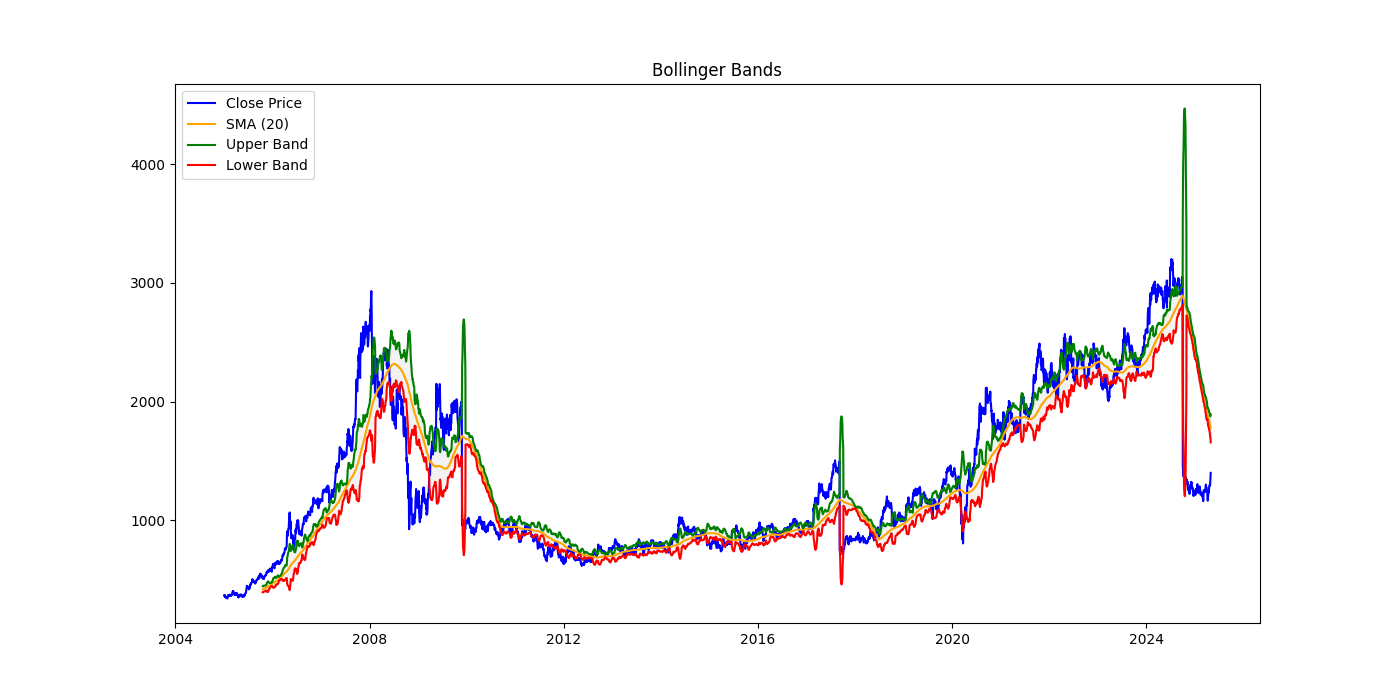 Bollinger Bands
Close Price
SMA (20)
Upper Band
Lower Band
4000
3000
2000
1000
2004 2008 2012 2016 2020 2024